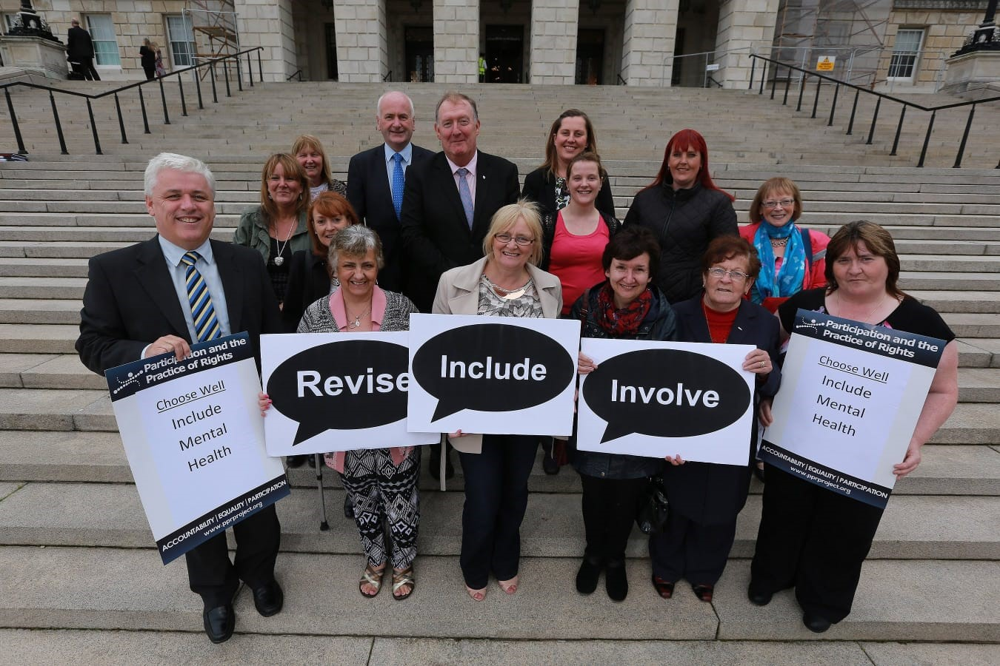 Participation and the
Practice of Rights
Choose Well
Include
Mental
Health
ACCOUNTABILITY | EQUALITY | PARTICIPATION
www.pprproject.org
Revise
Include
Involve
Participation and the
Practice of Rights
Choose Well
Include
Mental
Health
ACCOUNTABILITY | EQUALITY | PARTICIPATION
www.pprproject.org